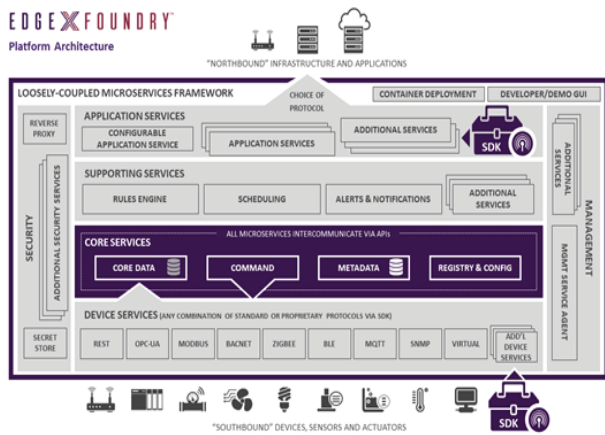 EDGE X FOUNDRY™
Platform Architecture
"NORTHBOUND" INFRASTRUCTURE AND APPLICATIONS
LOOSELY-COUPLED MICROSERVICES FRAMEWORK
CHOICE OF
PROTOCOL
CONTAINER DEPLOYMENT
DEVELOPER/DEMO GUI
REVERSE
PROXY
SECURITY
ADDITIONAL SECURITY SERVICES
SECRET
STORE
APPLICATION SERVICES
CONFIGURABLE
APPLICATION SERVICE
APPLICATION SERVICES
ADDITIONAL SERVICES
SDK
SUPPORTING SERVICES
RULES ENGINE
SCHEDULING
ALERTS & NOTIFICATIONS
ADDITIONAL
SERVICES
ALL MICROSERVICES INTERCOMMUNICATE VIA APIs
CORE SERVICES
CORE DATA
COMMAND
METADATA
REGISTRY & CONFIG
DEVICE SERVICES (ANY COMBINATION OF STANDARD OR PROPRIETARY PROTOCOLS VIA SDK)
REST
OPC-UA
MODBUS
BACNET
ZIGBEE
BLE
MQTT
SNMP
VIRTUAL
ADD'L
DEVICE
SERVICES
ADDITIONAL
SERVICES
MGMT SERVICE AGENT
MANAGEMENT
SDK
"SOUTHBOUND" DEVICES, SENSORS AND ACTUATORS